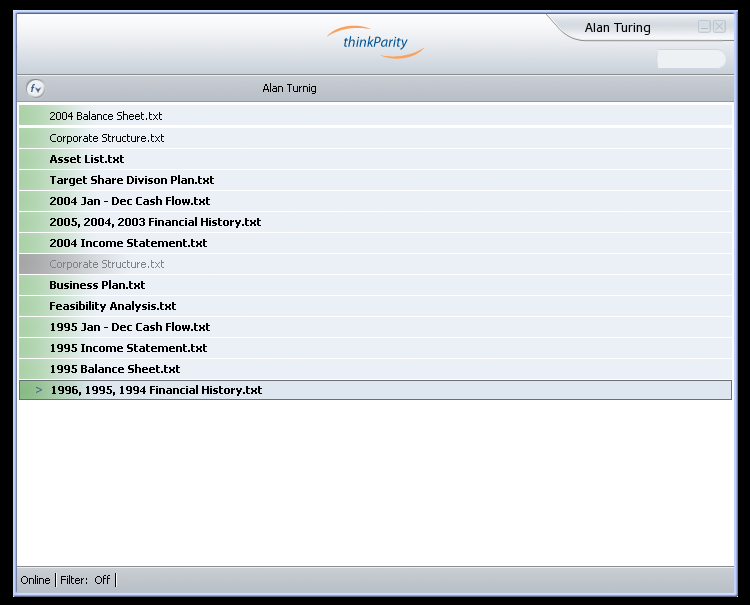 thinkParity
Alan Turing
Alan Turnig
2004 Balance Sheet.txt
Corporate Structure.txt
Asset List.txt
Target Share Divison Plan.txt
2004 Jan - Dec Cash Flow.txt
2005, 2004, 2003 Financial History.txt
2004 Income Statement.txt
Corporate Structure.txt
Business Plan.txt
Feasibility Analysis.txt
1995 Jan - Dec Cash Flow.txt
1995 Income Statement.txt
1995 Balance Sheet.txt
> 1996, 1995, 1994 Financial History.txt
Online | Filter: Off |